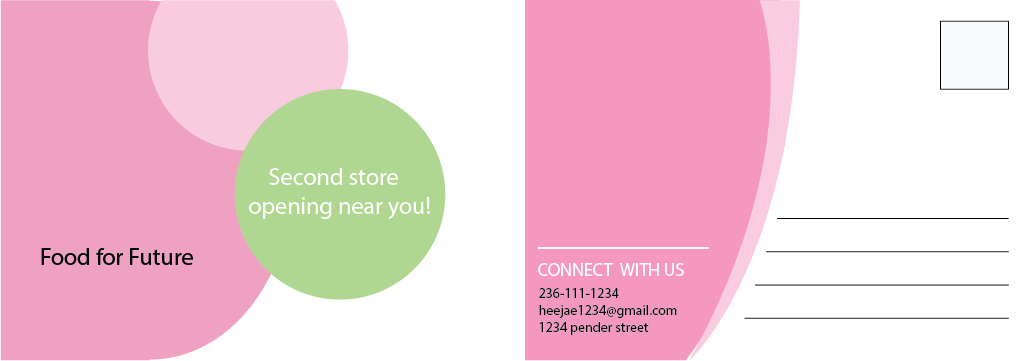 Second store
opening near you!
Food for Future
CONNECT WITH US
236-111-1234
heejae1234@gmail.com
1234 pender street